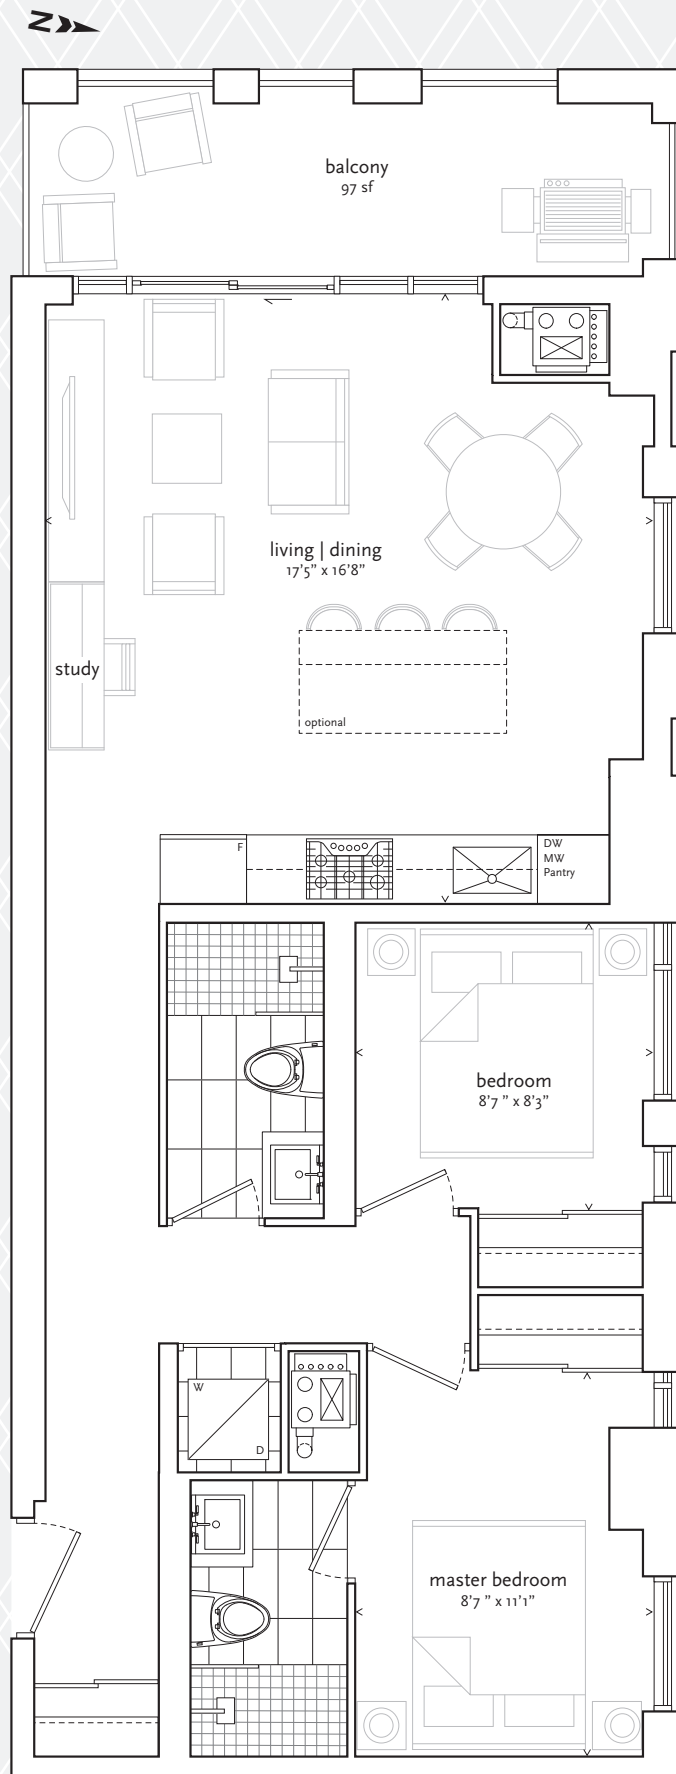 N
balcony
97 sf
living | dining
17'5" x 16'8"
study
optional
F
DW
MW
Pantry
bedroom
8'7 " x 8'3"
W
D
master bedroom
8'7 " x 11'1"